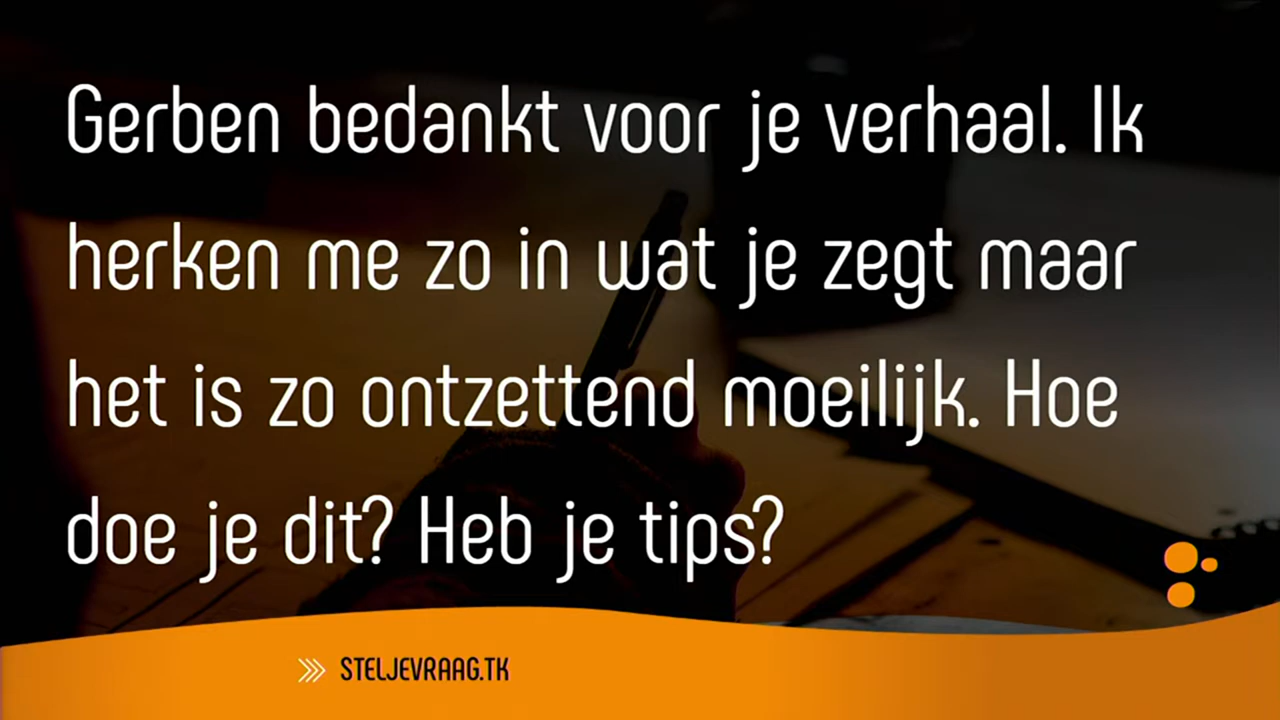 Gerben bedankt voor je verhaal. Ik
herken me zo in wat je zegt maar
het is zo ontzettend moeilijk. Hoe
doe je dit? Heb je tips?
STELJEVRAAG.TK